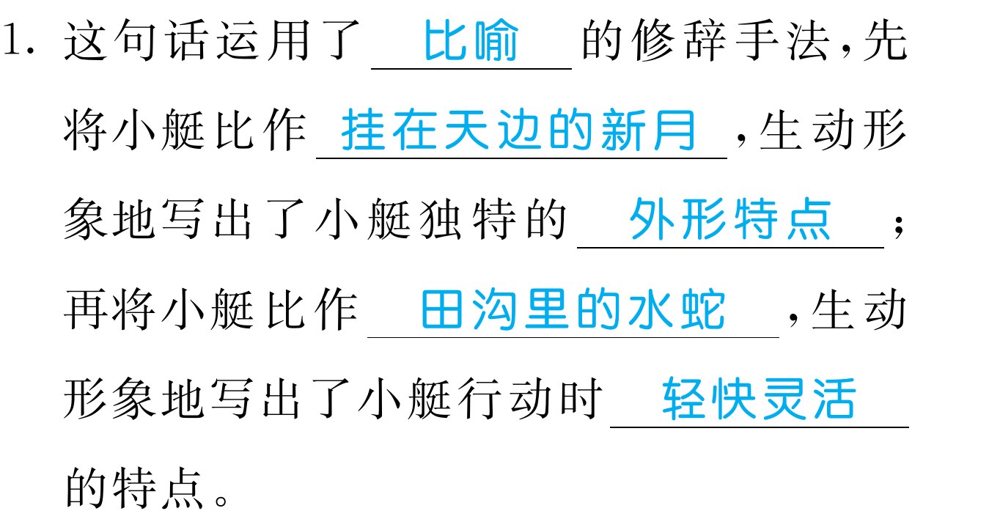 1. 这句话运用了 比喻 的修辞手法,先
将小艇比作 挂在天边的新月 ,生动形
象地写出了小艇独特的 外形特点 ;
再将小艇比作 田沟里的水蛇 ,生动
形象地写出了小艇行动时 轻快灵活
的特点。